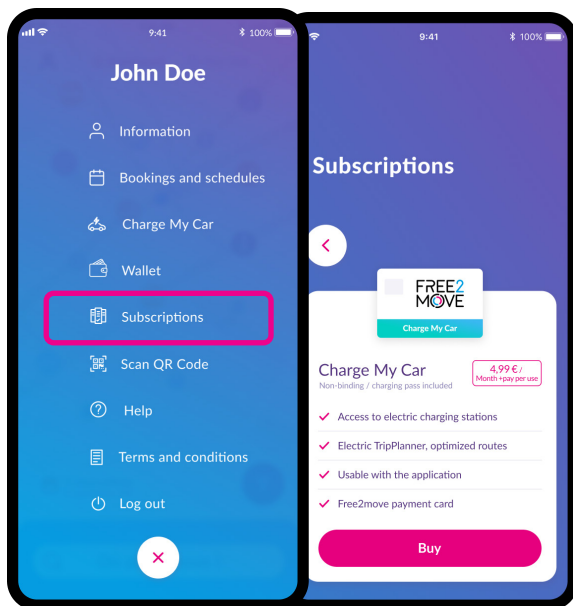 9:41
100%
John Doe
Information
Bookings and schedules
Charge My Car
Wallet
Subscriptions
Scan QR Code
Help
Terms and conditions
Log out
9:41
100%
Subscriptions
FREE2
MOVE
Charge My Car
Charge My Car
4,99 € /
Month +pay per use
Non-binding / charging pass included
Access to electric charging stations
Electric TripPlanner, optimized routes
Usable with the application
Free2move payment card
Buy